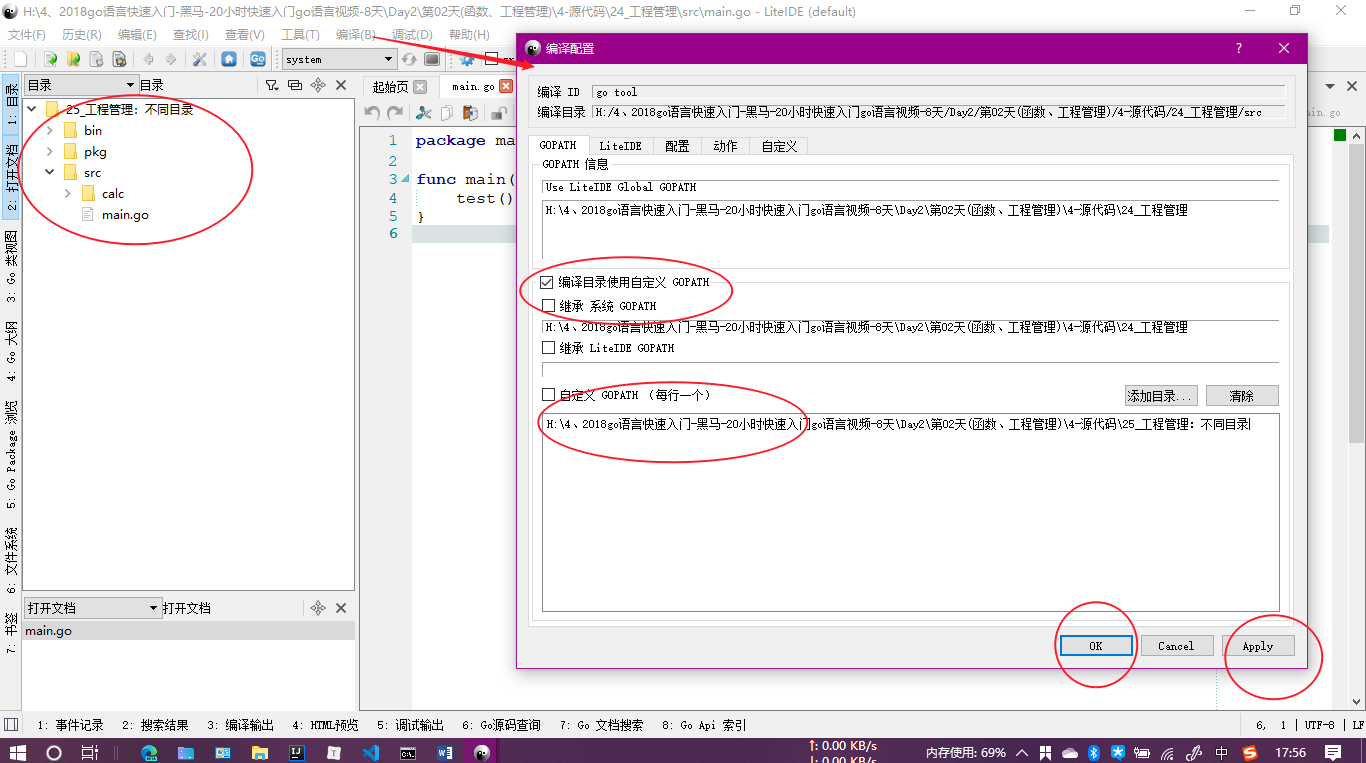 H:\4、2018go语言快速入门-黑马-20小时快速入门go语言视频-8天\Day2\第02天(函数、工程管理)\4-源代码\24_工程管理\src\main.go - LiteIDE (default)
文件(F) 历史(R) 编辑(E) 查找(I) 查看(V) 工具(T) 编译(B) 调试(D) 帮助(H)
Go system
目录 目录
起始页 main.go
1: 目录
2: 打开文档
3: Go 类视图
4: Go 大纲
5: Go Package 浏览
6: 文件系统
7: 书签
25_工程管理：不同目录
bin
pkg
src
calc
main.go
打开文档 打开文档
main.go
1 package ma
2
3 func main(
4 test()
5 }
6
编译配置
? 
编译 ID go tool
编译目录 H:/4、2018go语言快速入门-黑马-20小时快速入门go语言视频-8天/Day2/第02天(函数、工程管理)/4-源代码/24_工程管理/src
GOPATH LiteIDE 配置 动作 自定义
GOPATH 信息
Use LiteIDE Global GOPATH
H:\4、2018go语言快速入门-黑马-20小时快速入门go语言视频-8天\Day2\第02天(函数、工程管理)\4-源代码\24_工程管理
编译目录使用自定义 GOPATH
继承 系统 GOPATH
H:\4、2018go语言快速入门-黑马-20小时快速入门go语言视频-8天\Day2\第02天(函数、工程管理)\4-源代码\24_工程管理
继承 LiteIDE GOPATH
自定义 GOPATH （每行一个）
添加目录... 清除
H:\4、2018go语言快速入门-黑马-20小时快速入门go语言视频-8天\Day2\第02天(函数、工程管理)\4-源代码\25_工程管理：不同目录
OK Cancel Apply
1: 事件记录 2: 搜索结果 3: 编译输出 4: HTML预览 5: 调试输出 6: Go源码查询 7: Go 文档搜索 8: Go Api 索引
6, 1 | UTF-8 | LF
↑: 0.00 KB/s
↓: 0.00 KB/s
内存使用: 69% 中 17:56